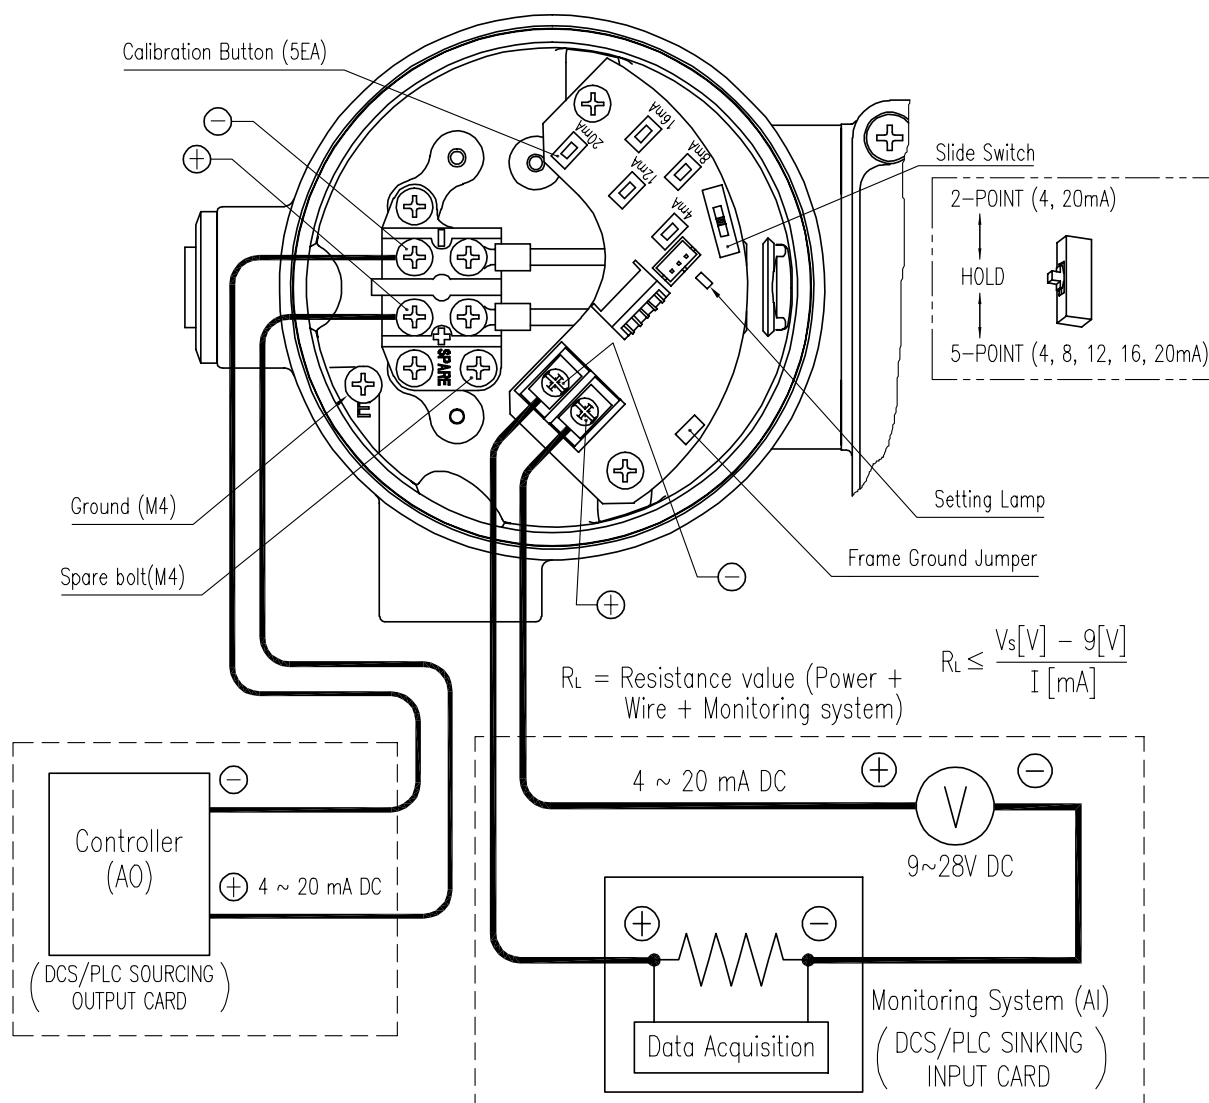 Calibration Button (5EA)
⊖
⊕
20mA
16mA
12mA
8mA
4mA
Slide Switch
2-POINT (4, 20mA)
HOLD
5-POINT (4, 8, 12, 16, 20mA)
SPARE
E
Ground (M4)
Spare bolt(M4)
Setting Lamp
Frame Ground Jumper
⊖
⊕
RL = Resistance value (Power +
Wire + Monitoring system)
RL ≤ Vs[V] - 9[V]
I [mA]
⊖
Controller
(AO)
⊕ 4 ~ 20 mA DC
(DCS/PLC SOURCING
OUTPUT CARD)
4 ~ 20 mA DC
⊕
V
⊖
9~28V DC
⊕
⊖
Data Acquisition
Monitoring System (AI)
(DCS/PLC SINKING
INPUT CARD)